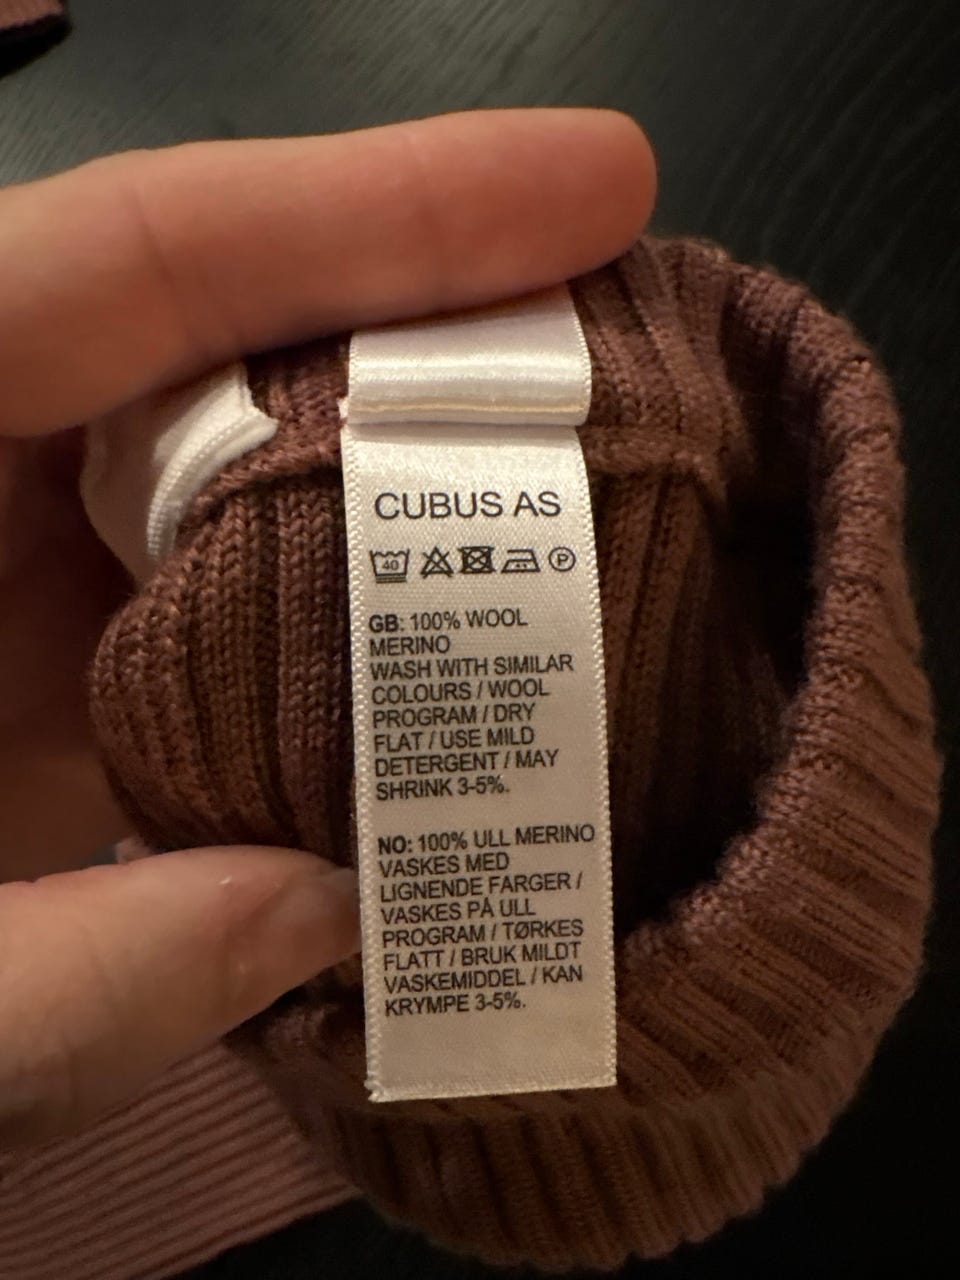 CUBUS AS
40 P
GB: 100% WOOL
MERINO
WASH WITH SIMILAR
COLOURS / WOOL
PROGRAM / DRY
FLAT / USE MILD
DETERGENT / MAY
SHRINK 3-5%.
NO: 100% ULL MERINO
VASKES MED
LIGNENDE FARGER /
VASKES PÅ ULL
PROGRAM / TØRKES
FLATT / BRUK MILDT
VASKEMIDDEL / KAN
KRYMPE 3-5%.